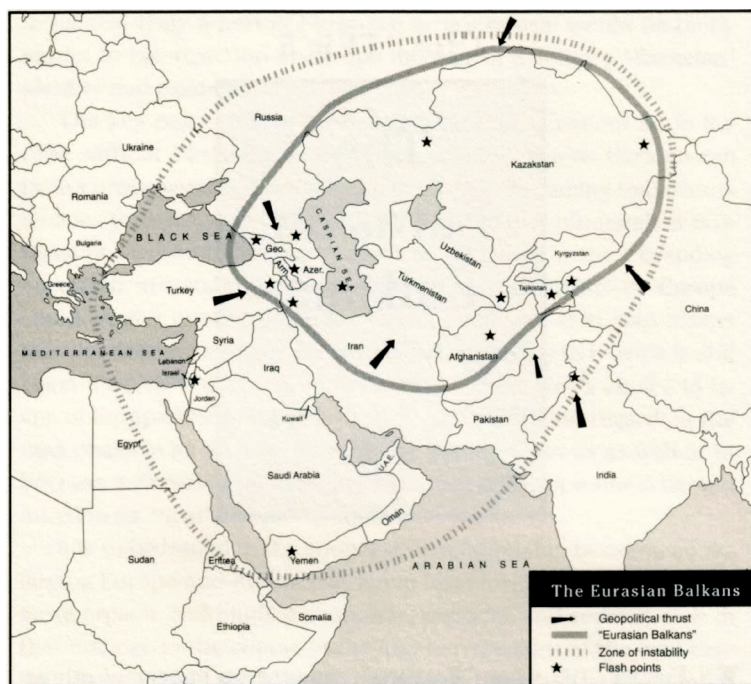 Russia
Ukraine
Kazakstan
Romania
CASPIAN SEA
Bulgaria
BLACK SEA
Geo.
Uzbekistan
Kyrgyzstan
Arm.
Azer.
Greece
Turkey
Turkmenistan
Tajikistan
China
Syria
MEDITERRANEAN SEA
Lebanon
Israel
Iraq
Iran
Afghanistan
Jordan
Kuwait
Pakistan
Egypt
Saudi Arabia
U.A.E.
India
Oman
Sudan
Eritrea
Yemen
ARABIAN SEA
Ethiopia
Somalia
The Eurasian Balkans
Geopolitical thrust
"Eurasian Balkans"
Zone of instability
Flash points